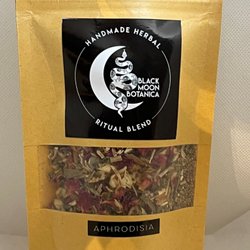 HANDMADE HERBAL
BLACK
MOON
BOTANICA
RITUAL BLEND
APHRODISIA